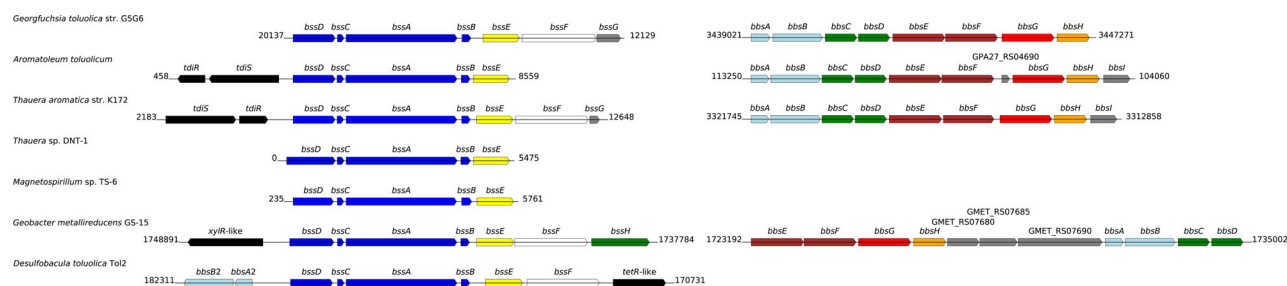 Georgfuchsia toluolica str. G5G6
bssD bssC bssA bssB bssE bssF bssG
20137 12129
bbsA bbsB bbsC bbsD bbsE bbsF bbsG bbsH
3439021 3447271
Aromatoleum toluolicum
tdiR tdiS bssD bssC bssA bssB bssE
458 8559
GPA27_RS04690
bbsA bbsB bbsC bbsD bbsE bbsF bbsG bbsH bbsI
113250 104060
Thauera aromatica str. K172
tdiS tdiR bssD bssC bssA bssB bssE bssF bssG
2183 12648
bbsA bbsB bbsC bbsD bbsE bbsF bbsG bbsH bbsI
3321745 3312858
Thauera sp. DNT-1
bssD bssC bssA bssB bssE
0 5475
Magnetospirillum sp. TS-6
bssD bssC bssA bssB bssE
235 5761
Geobacter metallireducens GS-15
xylR-like bssD bssC bssA bssB bssE bssF bssH
1748891 1737784
GMET_RS07685
GMET_RS07680
bbsE bbsF bbsG bbsH GMET_RS07690 bbsA bbsB bbsC bbsD
1723192 1735002
Desulfobacula toluolica Tol2
bbsB2 bbsA2 bssD bssC bssA bssB bssE bssF tetR-like
182311 170731